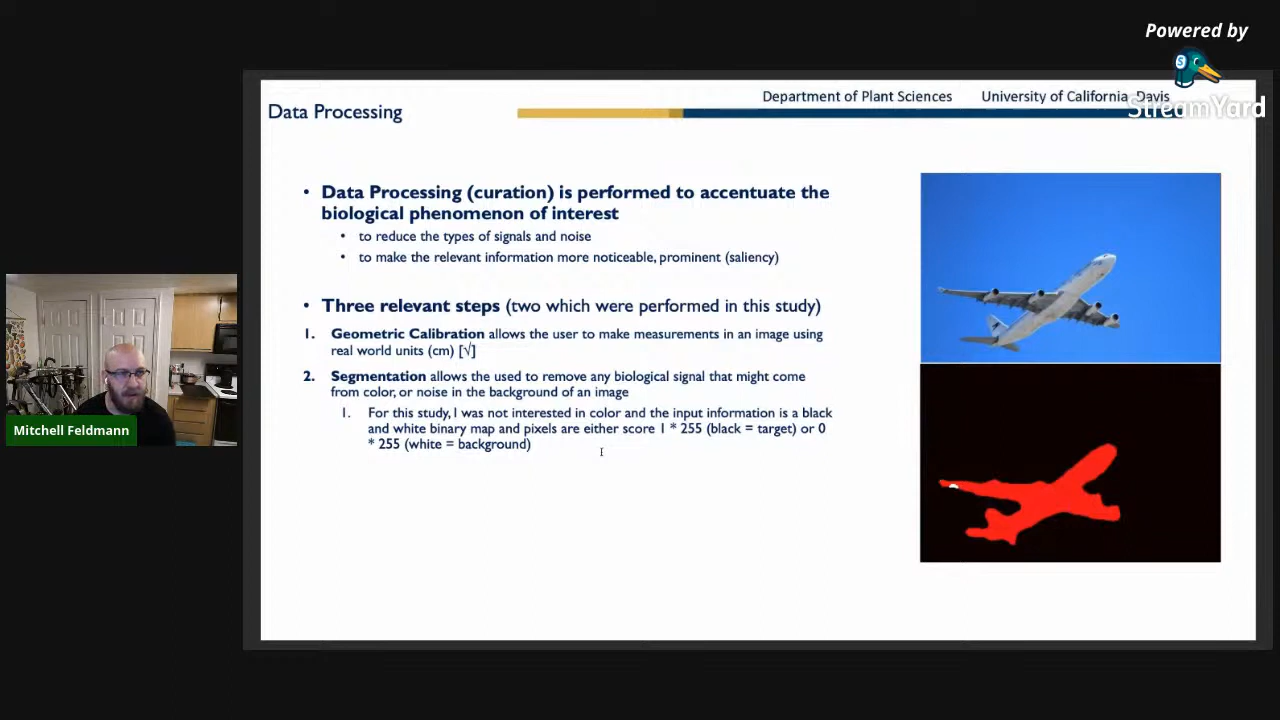 Powered by
StreamYard
Department of Plant Sciences University of California Davis
Data Processing
• Data Processing (curation) is performed to accentuate the
biological phenomenon of interest
• to reduce the types of signals and noise
• to make the relevant information more noticeable, prominent (saliency)
• Three relevant steps (two which were performed in this study)
1. Geometric Calibration allows the user to make measurements in an image using
real world units (cm) [√]
2. Segmentation allows the used to remove any biological signal that might come
from color, or noise in the background of an image
1. For this study, I was not interested in color and the input information is a black
and white binary map and pixels are either score 1 * 255 (black = target) or 0
* 255 (white = background)
Mitchell Feldmann